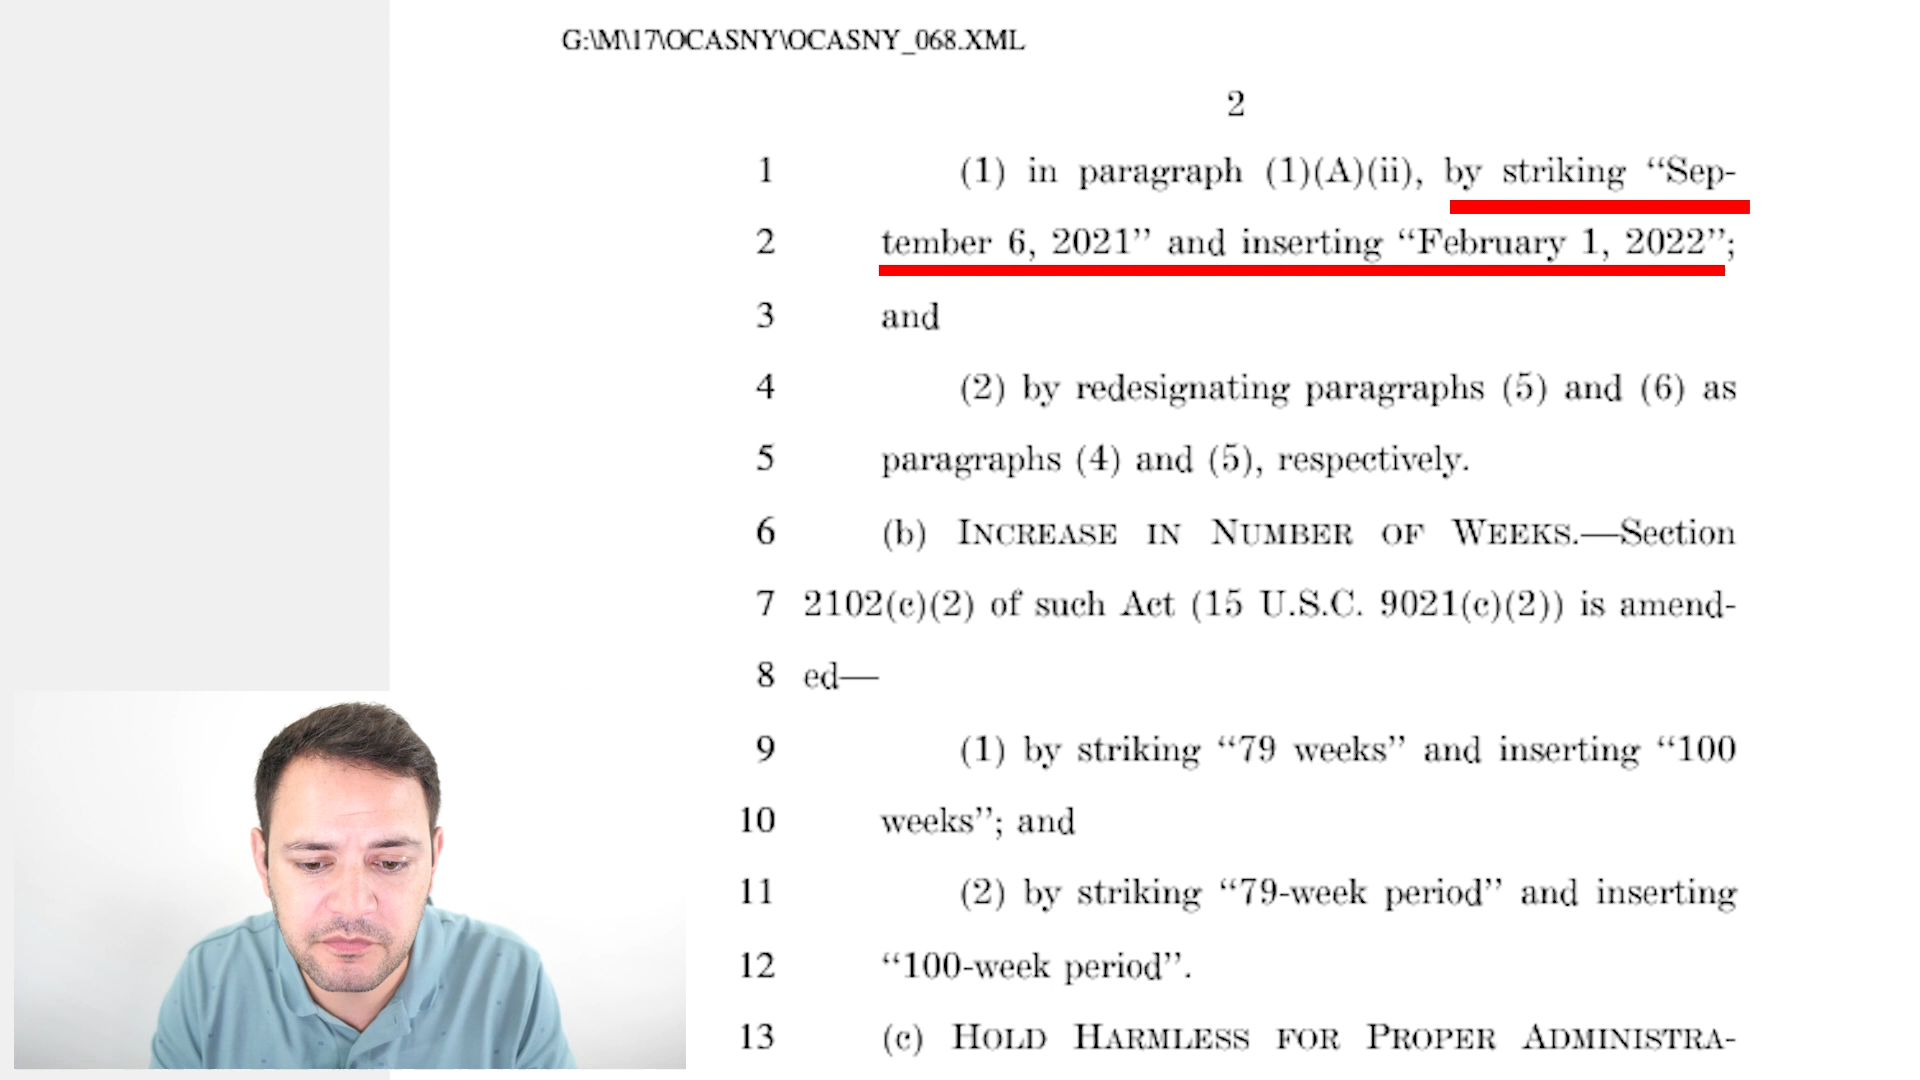 G:\M\17\OCASNY\OCASNY_068.XML
2
1 (1) in paragraph (1)(A)(ii), by striking “Sep-
2 tember 6, 2021” and inserting “February 1, 2022”;
3 and
4 (2) by redesignating paragraphs (5) and (6) as
5 paragraphs (4) and (5), respectively.
6 (b) INCREASE IN NUMBER OF WEEKS.—Section
7 2102(c)(2) of such Act (15 U.S.C. 9021(c)(2)) is amend-
8 ed—
9 (1) by striking “79 weeks” and inserting “100
10 weeks”; and
11 (2) by striking “79-week period” and inserting
12 “100-week period”.
13 (c) HOLD HARMLESS FOR PROPER ADMINISTRA-